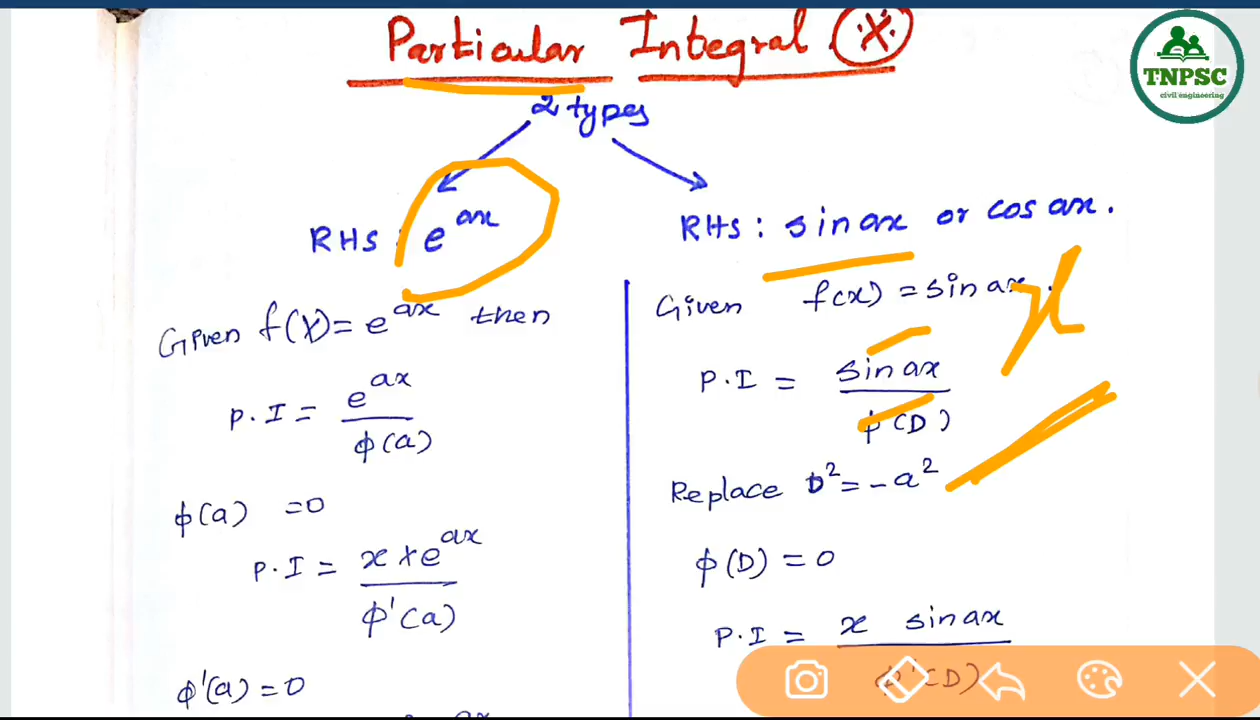 Particular Integral (X)
TNPSC
civil engineering
2 types
RHS : e^ax
RHS : sin ax or cos ax.
Given f(x) = e^ax then
P.I = e^ax / ϕ(a)
ϕ(a) = 0
P.I = x × e^ax / ϕ'(a)
ϕ'(a) = 0
Given f(x) = sin ax.
P.I = sin ax / ϕ(D)
Replace D² = -a²
ϕ(D) = 0
P.I = x sin ax / ϕ'(D)